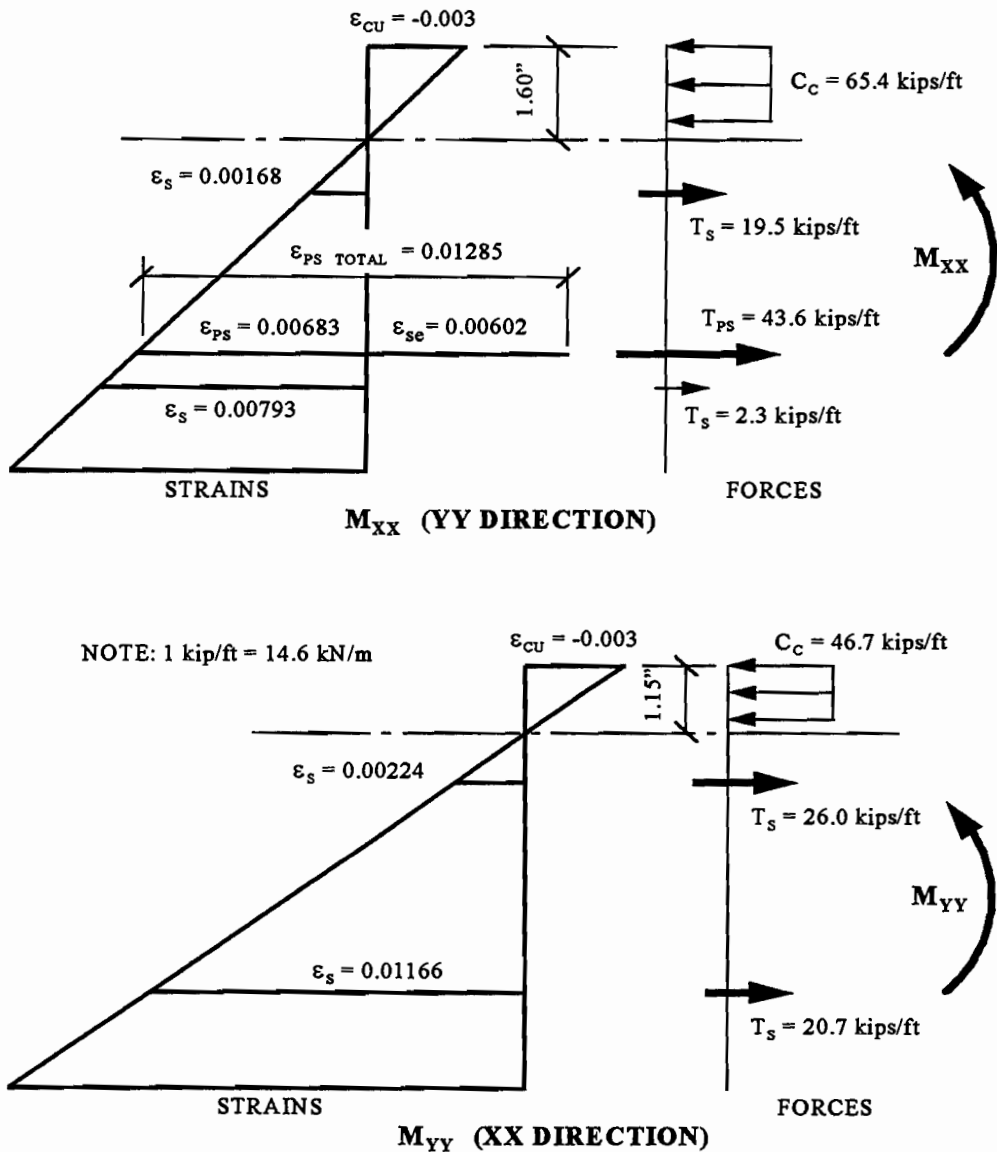 ε_CU = -0.003
1.60”
C_C = 65.4 kips/ft
ε_S = 0.00168
T_S = 19.5 kips/ft
ε_PS TOTAL = 0.01285
M_XX
ε_PS = 0.00683
ε_se = 0.00602
T_PS = 43.6 kips/ft
ε_S = 0.00793
T_S = 2.3 kips/ft
STRAINS
FORCES
M_XX (YY DIRECTION)
NOTE: 1 kip/ft = 14.6 kN/m
ε_CU = -0.003
C_C = 46.7 kips/ft
1.15”
ε_S = 0.00224
T_S = 26.0 kips/ft
M_YY
ε_S = 0.01166
T_S = 20.7 kips/ft
STRAINS
FORCES
M_YY (XX DIRECTION)